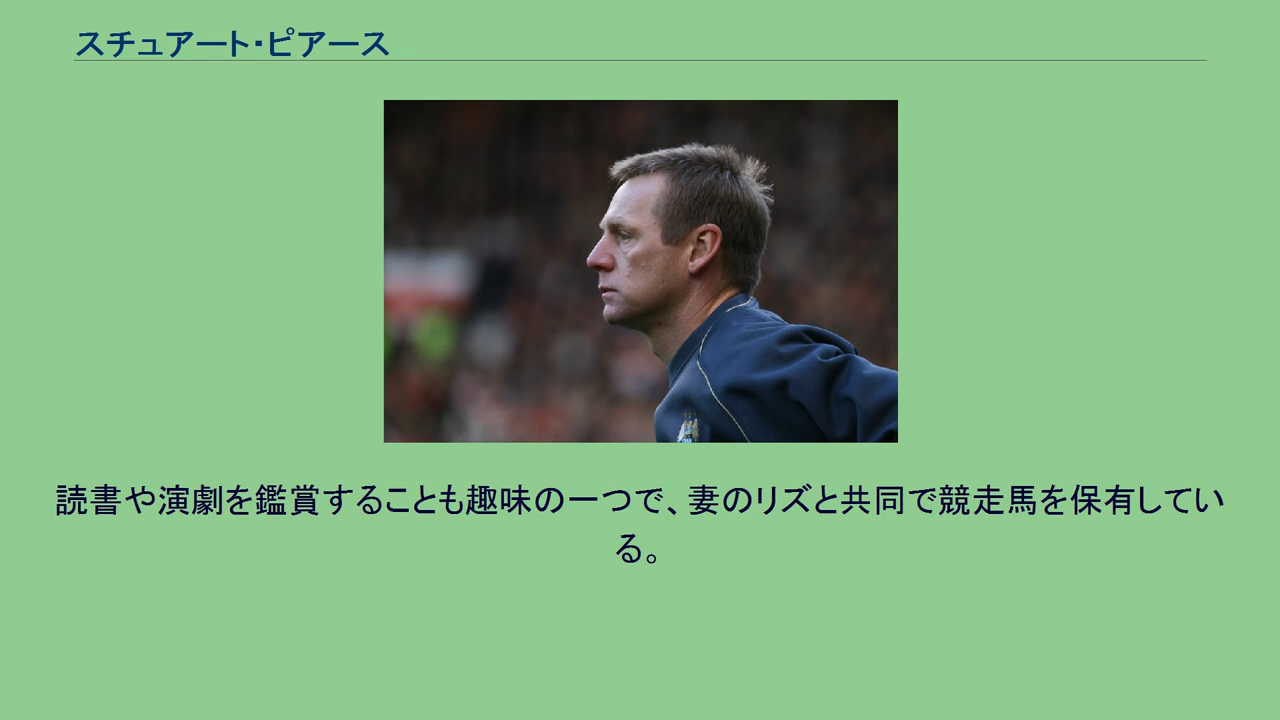 スチュアート・ピアース
読書や演劇を鑑賞することも趣味の一つで、妻のリズと共同で競走馬を保有してい
る。